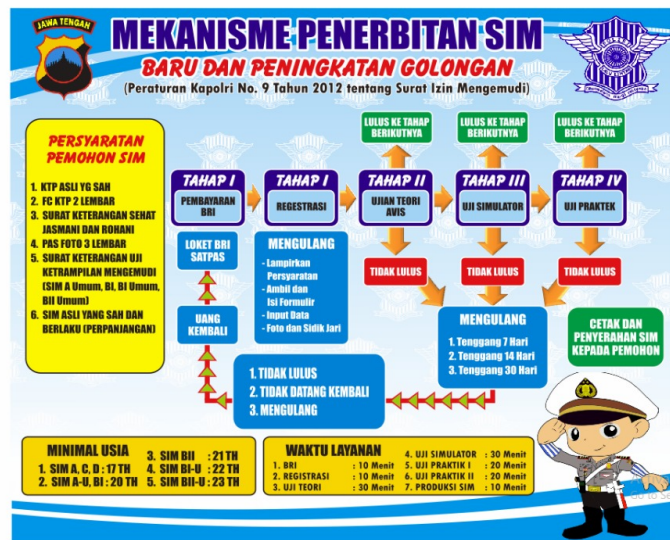 JAWA TENGAH
MEKANISME PENERBITAN SIM
BARU DAN PENINGKATAN GOLONGAN
(Peraturan Kapolri No. 9 Tahun 2012 tentang Surat Izin Mengemudi)
PERSYARATAN
PEMOHON SIM
1. KTP ASLI YG SAH
2. FC KTP 2 LEMBAR
3. SURAT KETERANGAN SEHAT
JASMANI DAN ROHANI
4. PAS FOTO 3 LEMBAR
5. SURAT KETERANGAN UJI
KETRAMPILAN MENGEMUDI
(SIM A Umum, BI, BI Umum,
BII Umum)
6. SIM ASLI YANG SAH DAN
BERLAKU (PERPANJANGAN)
LULUS KE TAHAP
BERIKUTNYA
LULUS KE TAHAP
BERIKUTNYA
LULUS KE TAHAP
BERIKUTNYA
TAHAP I
PEMBAYARAN
BRI
TAHAP I
REGESTRASI
TAHAP II
UJIAN TEORI
AVIS
TAHAP III
UJI SIMULATOR
TAHAP IV
UJI PRAKTEK
LOKET BRI
SATPAS
MENGULANG
- Lampirkan
Persyaratan
- Ambil dan
Isi Formulir
- Input Data
- Foto dan Sidik Jari
TIDAK LULUS
TIDAK LULUS
TIDAK LULUS
UANG
KEMBALI
MENGULANG
1. Tenggang 7 Hari
2. Tenggang 14 Hari
3. Tenggang 30 Hari
CETAK DAN
PENYERAHAN SIM
KEPADA PEMOHON
1. TIDAK LULUS
2. TIDAK DATANG KEMBALI
3. MENGULANG
MINIMAL USIA
1. SIM A, C, D : 17 TH
2. SIM A-U, BI : 20 TH
3. SIM BII : 21 TH
4. SIM BI-U : 22 TH
5. SIM BII-U : 23 TH
WAKTU LAYANAN
1. BRI : 10 Menit
2. REGISTRASI : 10 Menit
3. UJI TEORI : 30 Menit
4. UJI SIMULATOR : 30 Menit
5. UJI PRAKTIK I : 20 Menit
6. UJI PRAKTIK II : 20 Menit
7. PRODUKSI SIM : 10 Menit
Go to Se